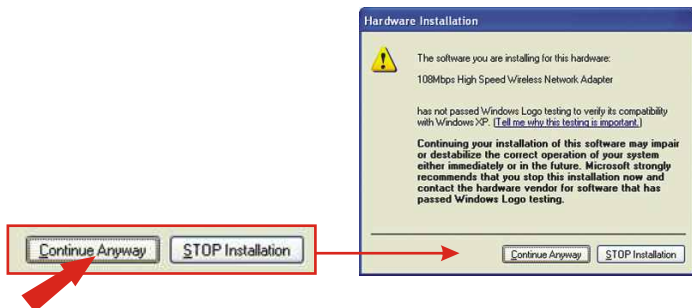 Hardware Installation
The software you are installing for this hardware:
108Mbps High Speed Wireless Network Adapter
has not passed Windows Logo testing to verify its compatibility
with Windows XP. (Tell me why this testing is important.)
Continuing your installation of this software may impair
or destabilize the correct operation of your system
either immediately or in the future. Microsoft strongly
recommends that you stop this installation now and
contact the hardware vendor for software that has
passed Windows Logo testing.
Continue Anyway STOP Installation
Continue Anyway STOP Installation